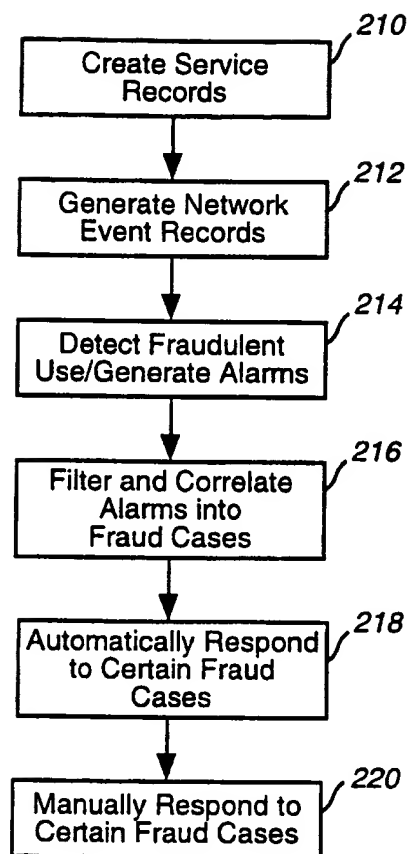 210
Create Service
Records
212
Generate Network
Event Records
214
Detect Fraudulent
Use/Generate Alarms
216
Filter and Correlate
Alarms into
Fraud Cases
218
Automatically Respond
to Certain Fraud
Cases
220
Manually Respond to
Certain Fraud Cases